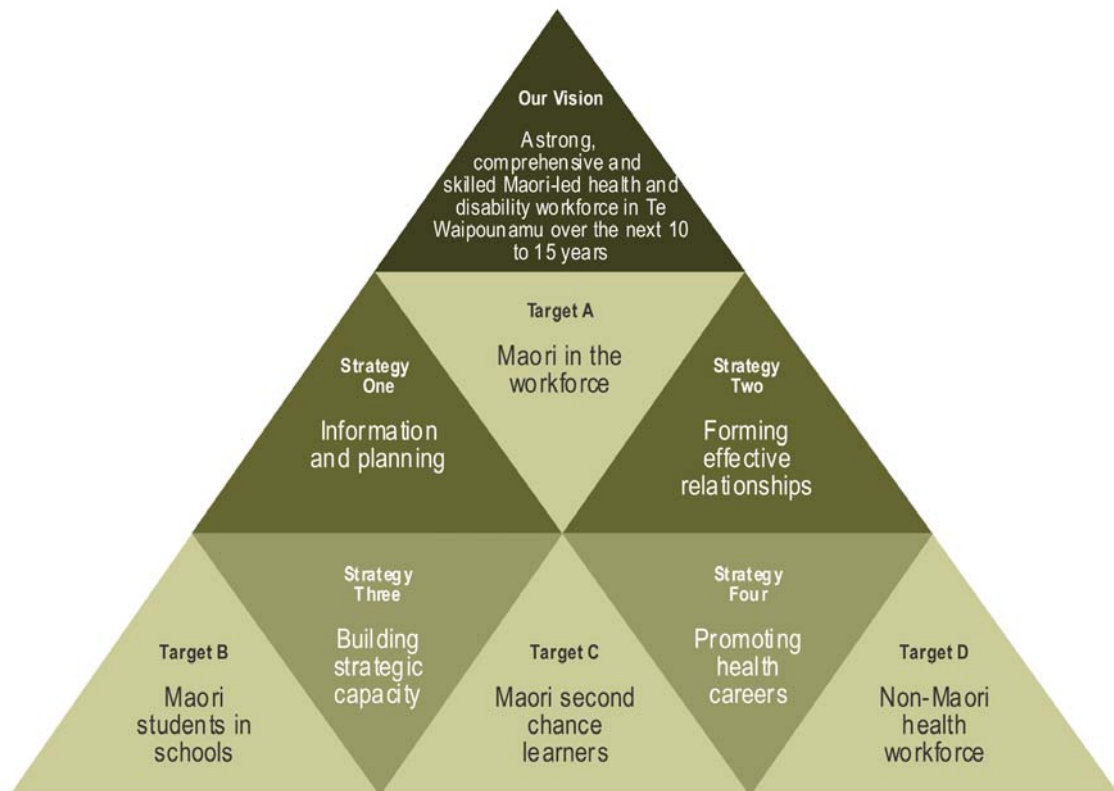 Our Vision
A strong,
comprehensive and
skilled Maori-led health and
disability workforce in Te
Waipounamu over the next 10
to 15 years
Target A
Maori in the
workforce
Strategy
One
Information
and planning
Strategy
Two
Forming
effective
relationships
Strategy
Three
Building
strategic
capacity
Strategy
Four
Promoting
health
careers
Target B
Maori
students in
schools
Target C
Maori second
chance
learners
Target D
Non-Maori
health
workforce